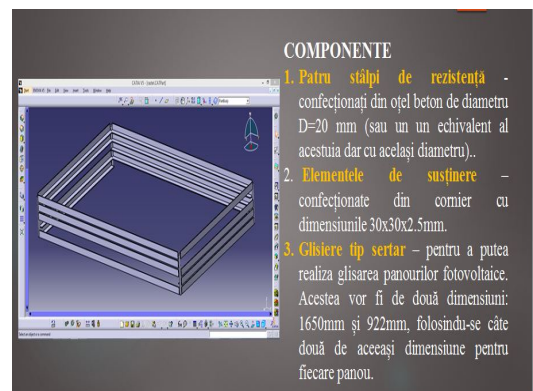 COMPONENTE
1. Patru stâlpi de rezistență -
confecționați din oțel beton de diametru
D=20 mm (sau un un echivalent al
acestuia dar cu același diametru)..
2. Elementele de susținere –
confecționate din cornier cu
dimensiunile 30x30x2.5mm.
3. Glisiere tip sertar – pentru a putea
realiza glisarea panourilor fotovoltaice.
Acestea vor fi de două dimensiuni:
1650mm și 922mm, folosindu-se câte
două de aceeași dimensiune pentru
fiecare panou.